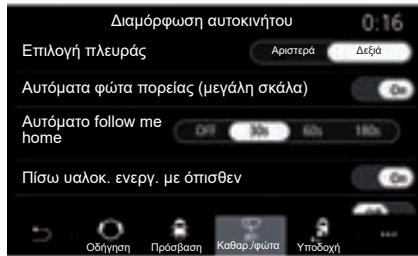 Διαμόρφωση αυτοκινήτου 0:16
Επιλογή πλευράς Αριστερά Δεξιά
Αυτόματα φώτα πορείας (μεγάλη σκάλα) On
Αυτόματο follow me OFF 30s 60s 180s
home
Πίσω υαλοκ. ενεργ. με όπισθεν On
Οδήγηση Πρόσβαση Καθαρ./φώτα Υποδοχή